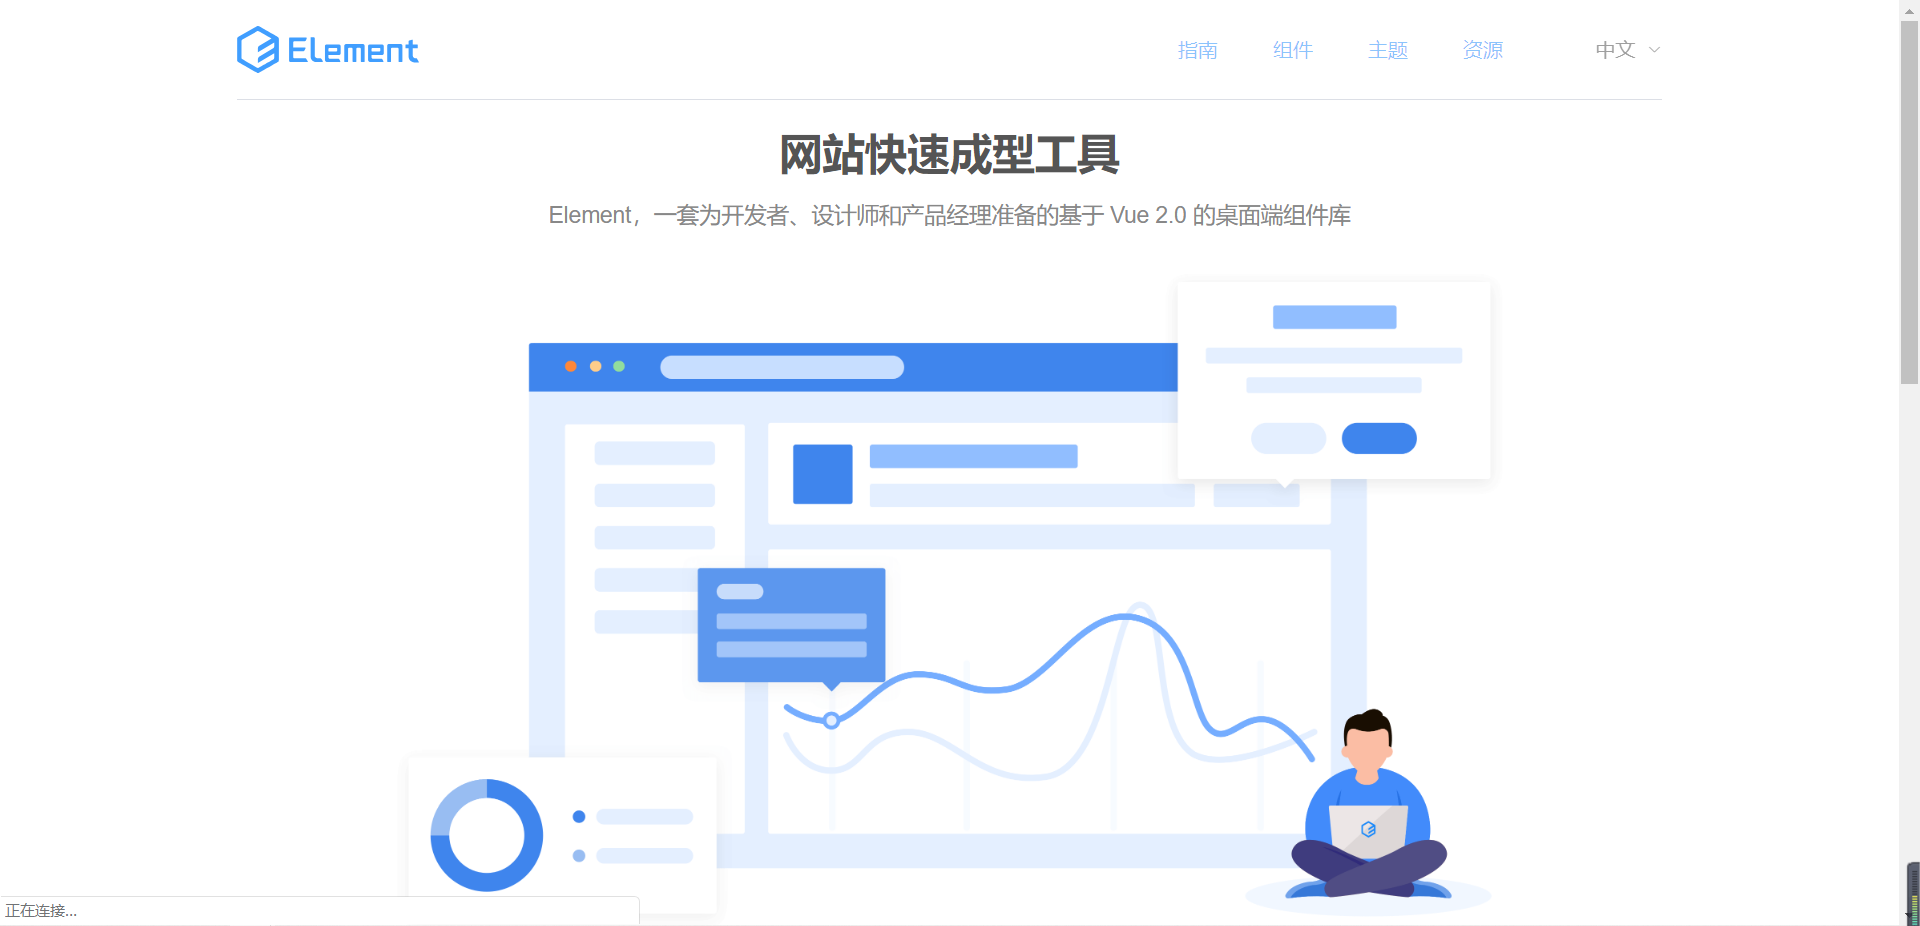 Element
指南 组件 主题 资源 中文
网站快速成型工具
Element，一套为开发者、设计师和产品经理准备的基于 Vue 2.0 的桌面端组件库
正在连接...